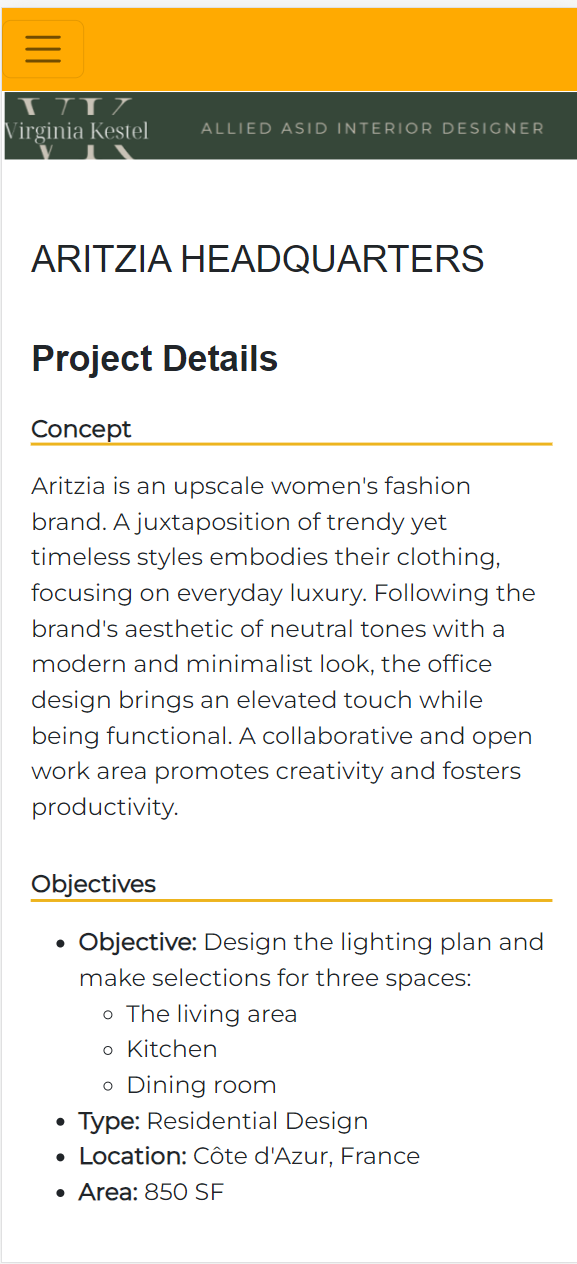 VK
Virginia Kestel
ALLIED ASID INTERIOR DESIGNER
ARITZIA HEADQUARTERS
Project Details
Concept
Aritzia is an upscale women's fashion
brand. A juxtaposition of trendy yet
timeless styles embodies their clothing,
focusing on everyday luxury. Following the
brand's aesthetic of neutral tones with a
modern and minimalist look, the office
design brings an elevated touch while
being functional. A collaborative and open
work area promotes creativity and fosters
productivity.
Objectives
Objective: Design the lighting plan and
make selections for three spaces:
The living area
Kitchen
Dining room
Type: Residential Design
Location: Côte d'Azur, France
Area: 850 SF